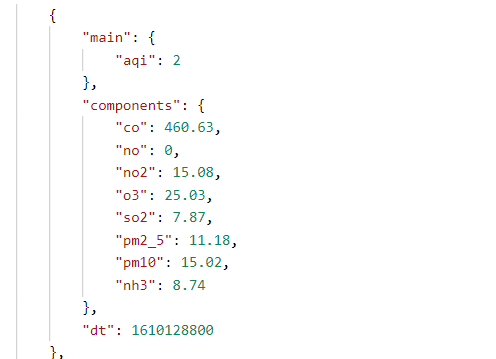 {
"main": {
"aqi": 2
},
"components": {
"co": 460.63,
"no": 0,
"no2": 15.08,
"o3": 25.03,
"so2": 7.87,
"pm2_5": 11.18,
"pm10": 15.02,
"nh3": 8.74
},
"dt": 1610128800
},